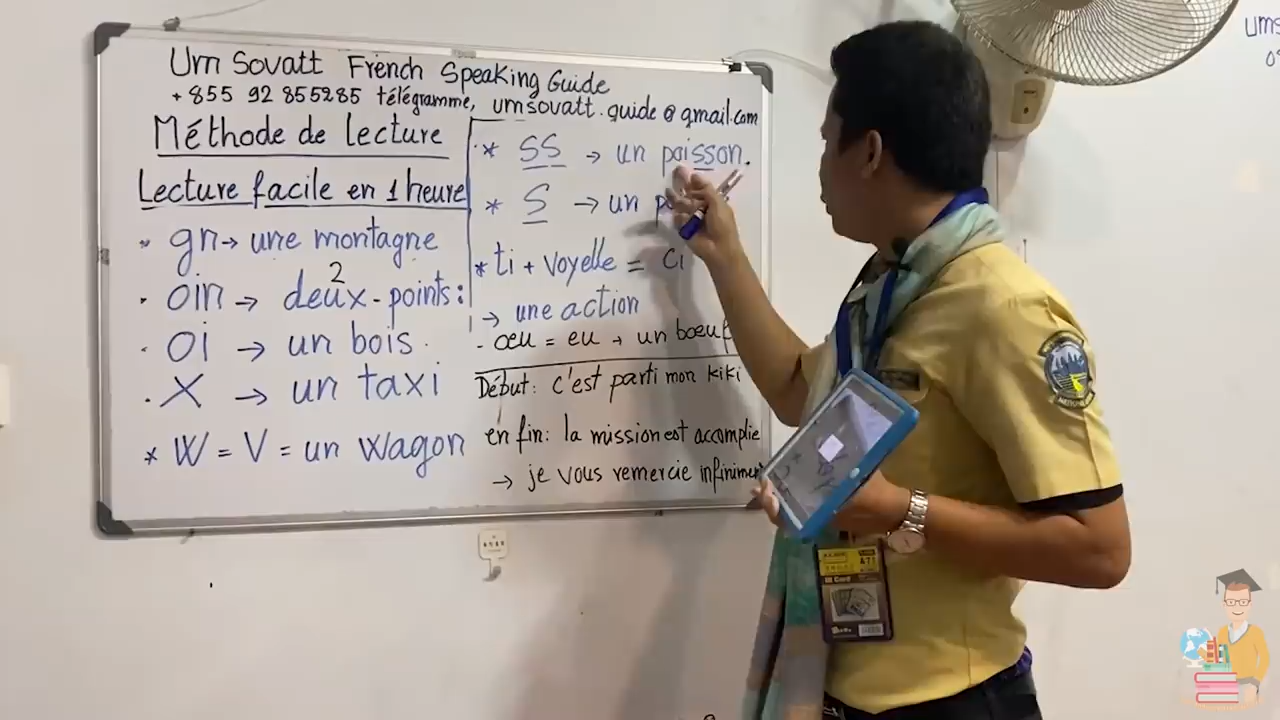 Um Sovatt French Speaking Guide
+ 855 92 855285 télégramme, umsovatt.guide@gmail.com
Méthode de lecture
Lecture facile en 1 heure
* gn → une montagne
. oin → deux-points :
2
. oi → un bois.
. X → un taxi
* W = V = un wagon
* SS → un poisson.
* S → un
* ti + voyelle = ci
→ une action
. œu = eu → un bœuf
Début: c'est parti mon kiki
en fin: la mission est accomplie
→ je vous remercie infiniment
ums